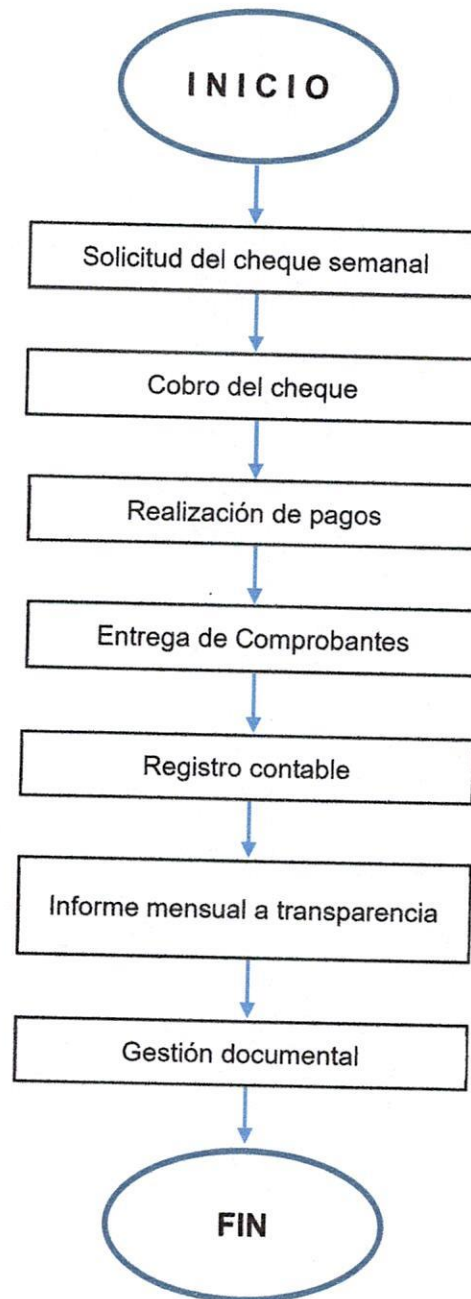 INICIO
Solicitud del cheque semanal
Cobro del cheque
Realización de pagos
Entrega de Comprobantes
Registro contable
Informe mensual a transparencia
Gestión documental
FIN